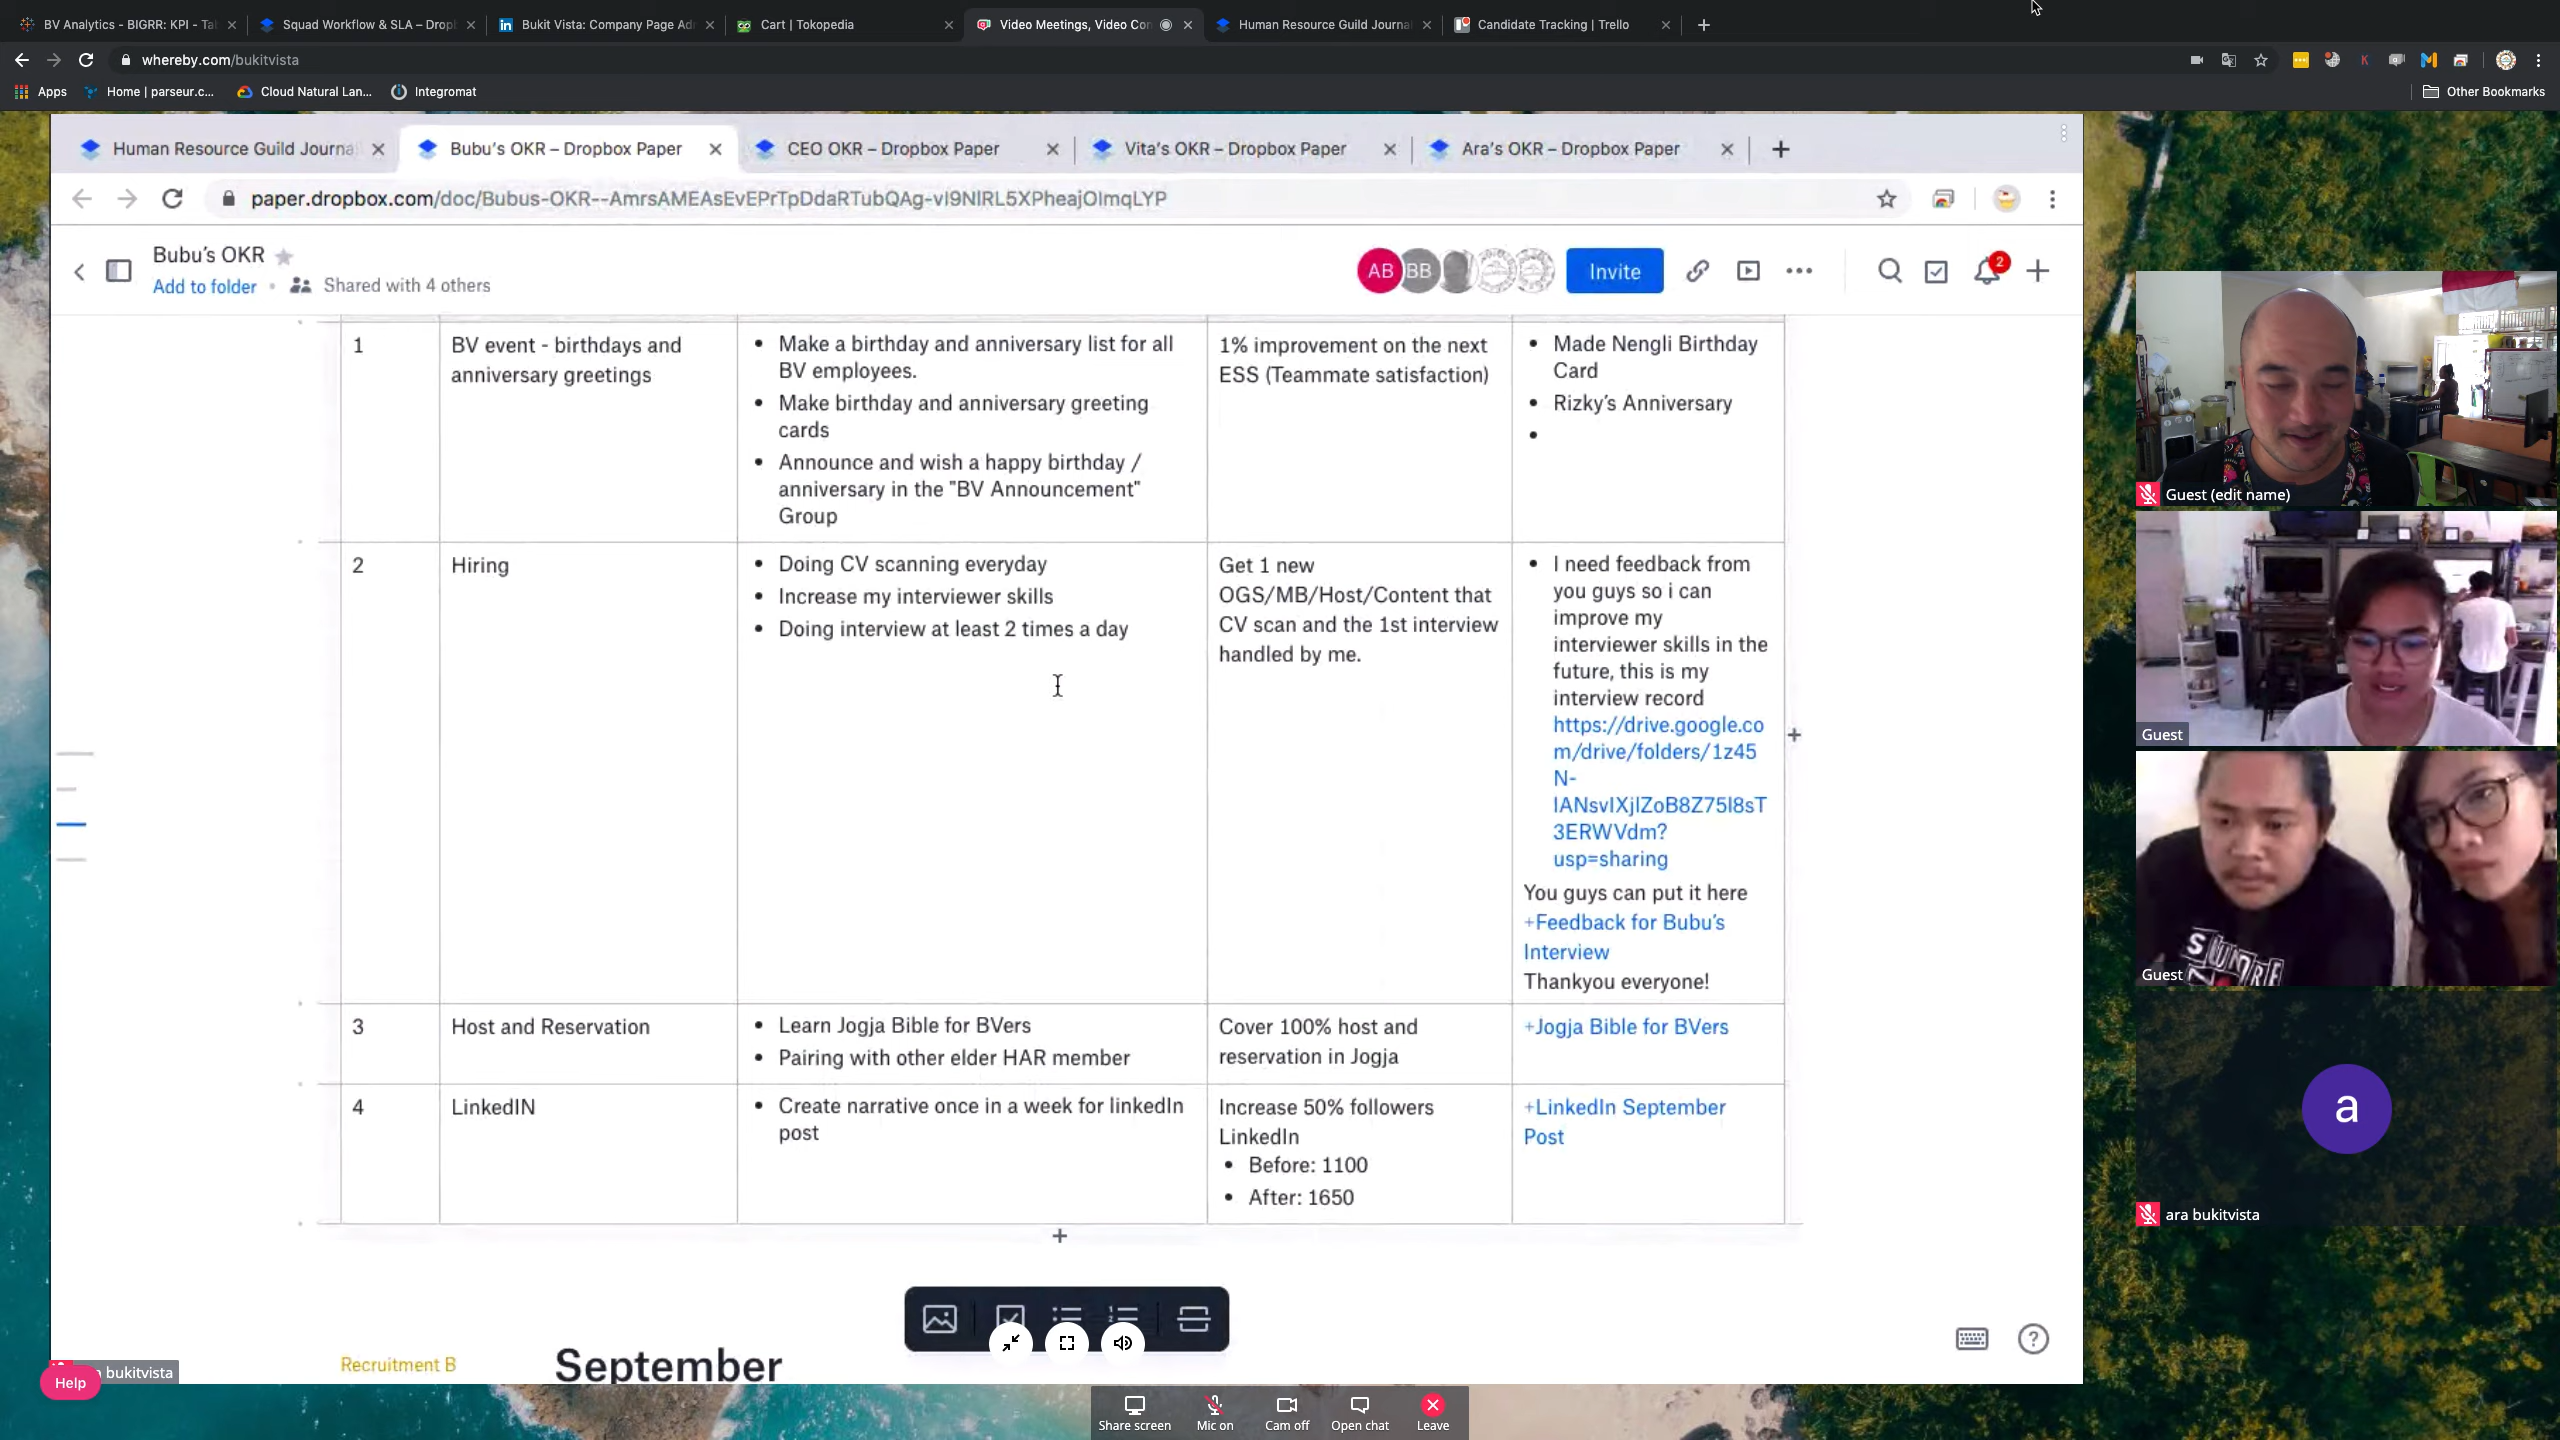 BV Analytics - BIGRR: KPI - Ta
Squad Workflow & SLA – Drop
Bukit Vista: Company Page Ad
Cart | Tokopedia
Video Meetings, Video Con
Human Resource Guild Journa
Candidate Tracking | Trello
whereby.com/bukitvista
Apps
Home | parseur.c...
Cloud Natural Lan...
Integromat
Other Bookmarks
Human Resource Guild Journa
Bubu's OKR – Dropbox Paper
CEO OKR – Dropbox Paper
Vita's OKR – Dropbox Paper
Ara's OKR – Dropbox Paper
paper.dropbox.com/doc/Bubus-OKR--AmrsAMEAsEvEPrTpDdaRTubQAg-vI9NlRL5XPheajOImqLYP
Bubu's OKR
Add to folder
Shared with 4 others
AB
BB
Invite
2
1
BV event - birthdays and
anniversary greetings
• Make a birthday and anniversary list for all
BV employees.
• Make birthday and anniversary greeting
cards
• Announce and wish a happy birthday /
anniversary in the "BV Announcement"
Group
1% improvement on the next
ESS (Teammate satisfaction)
• Made Nengli Birthday
Card
• Rizky's Anniversary
•
2
Hiring
• Doing CV scanning everyday
• Increase my interviewer skills
• Doing interview at least 2 times a day
Get 1 new
OGS/MB/Host/Content that
CV scan and the 1st interview
handled by me.
• I need feedback from
you guys so i can
improve my
interviewer skills in the
future, this is my
interview record
https://drive.google.co
m/drive/folders/1z45
N-
IANsvIXjlZoB8Z75I8sT
3ERWVdm?
usp=sharing
You guys can put it here
+Feedback for Bubu's
Interview
Thankyou everyone!
3
Host and Reservation
• Learn Jogja Bible for BVers
• Pairing with other elder HAR member
Cover 100% host and
reservation in Jogja
+Jogja Bible for BVers
4
LinkedIN
• Create narrative once in a week for linkedIn
post
Increase 50% followers
LinkedIn
• Before: 1100
• After: 1650
+LinkedIn September
Post
Recruitment B
September
bukitvista
Help
Share screen
Mic on
Cam off
Open chat
Leave
Guest (edit name)
Guest
Guest
a
ara bukitvista